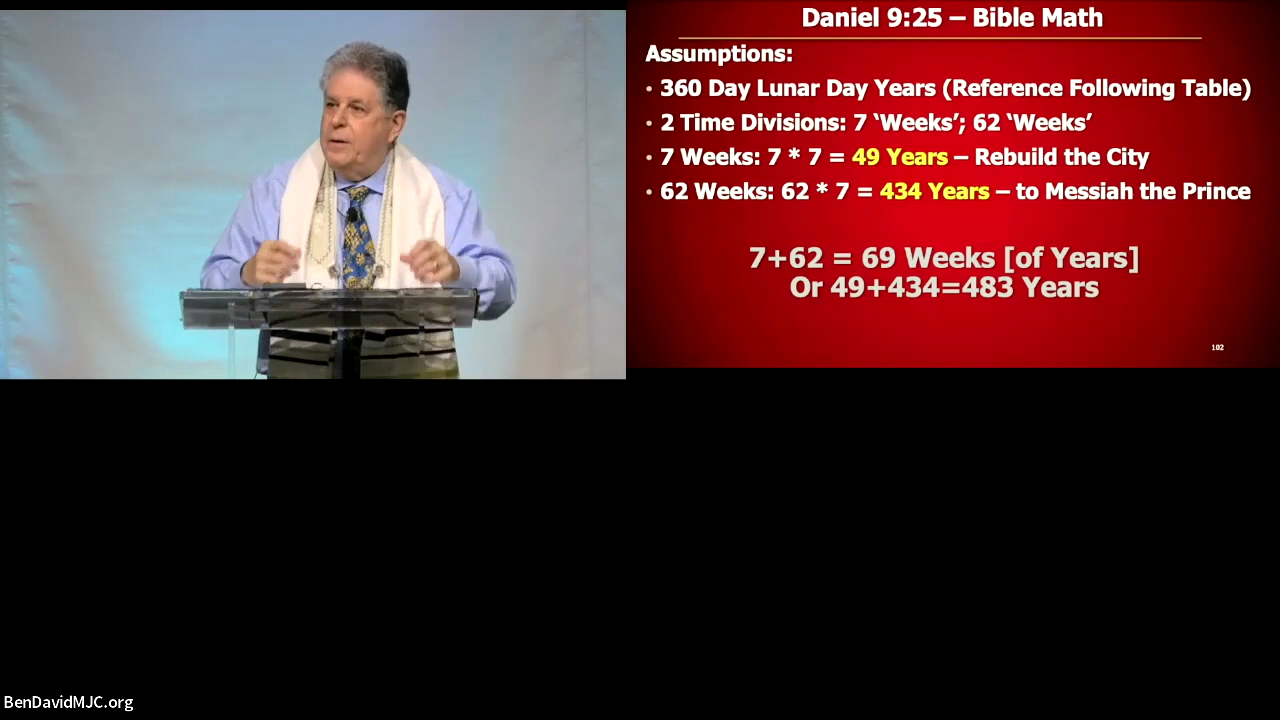 Daniel 9:25 – Bible Math
Assumptions:
• 360 Day Lunar Day Years (Reference Following Table)
• 2 Time Divisions: 7 ‘Weeks’; 62 ‘Weeks’
• 7 Weeks: 7 * 7 = 49 Years – Rebuild the City
• 62 Weeks: 62 * 7 = 434 Years – to Messiah the Prince
7+62 = 69 Weeks [of Years]
Or 49+434=483 Years
102
BenDavidMJC.org